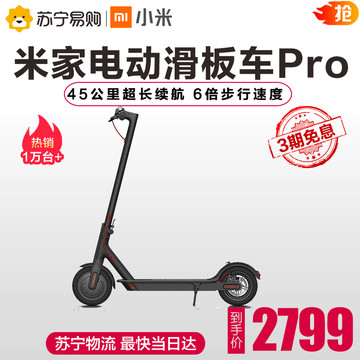 苏宁易购 小米 抢
米家电动滑板车Pro
45公里超长续航 6倍步行速度
热销
1万台+
3期免息
苏宁物流 最快当日达
到手价 2799